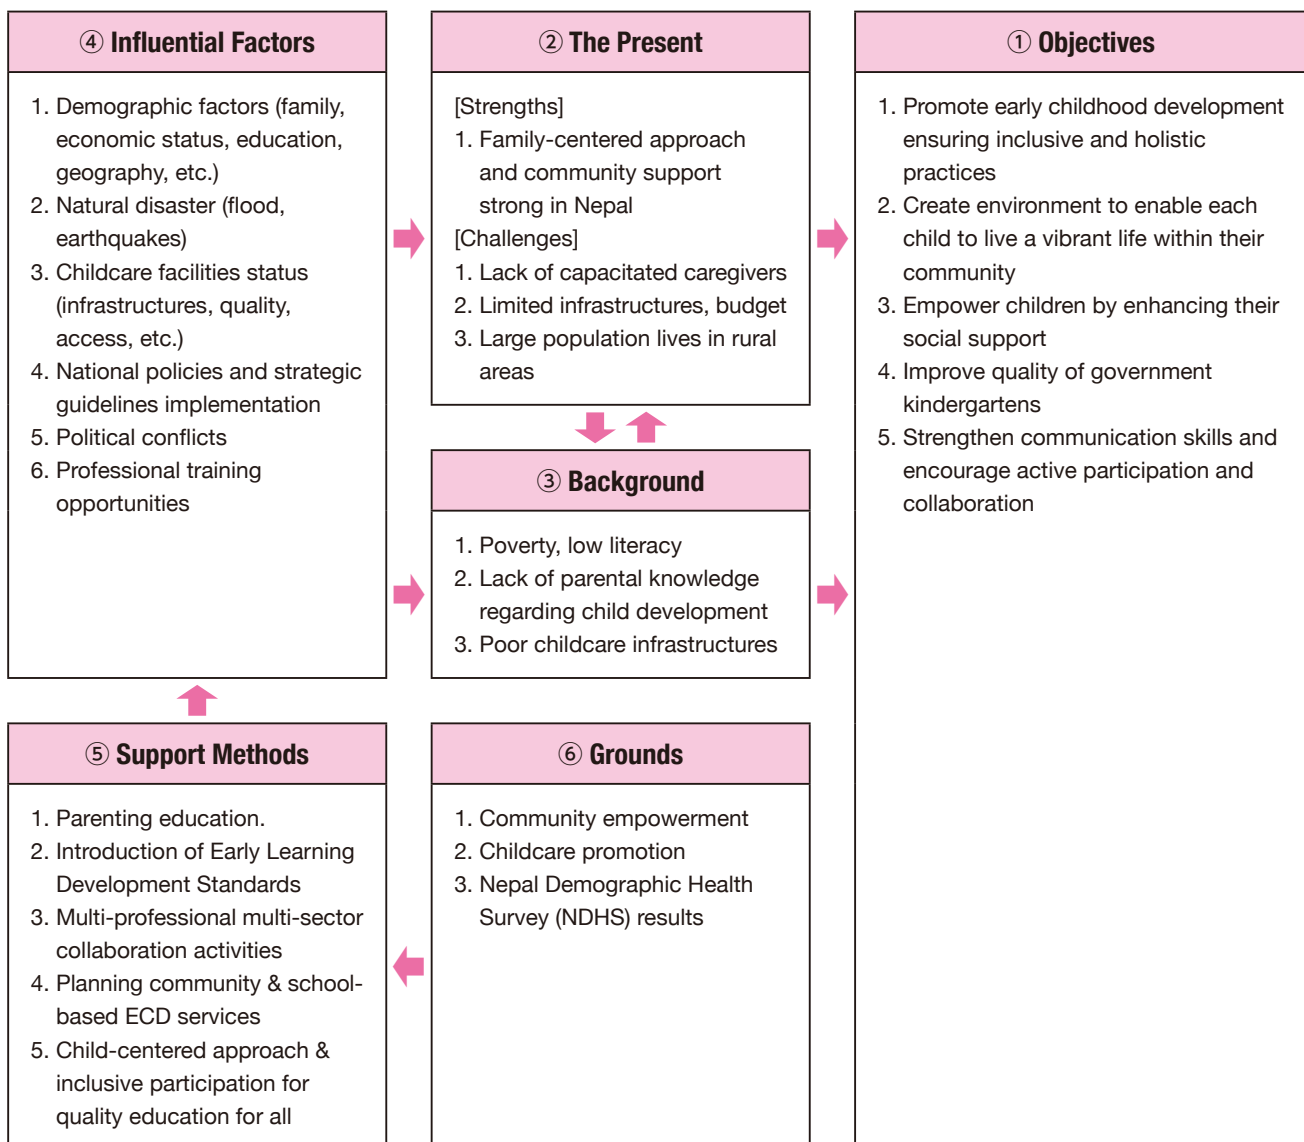 ④ Influential Factors
1. Demographic factors (family,
economic status, education,
geography, etc.)
2. Natural disaster (flood,
earthquakes)
3. Childcare facilities status
(infrastructures, quality,
access, etc.)
4. National policies and strategic
guidelines implementation
5. Political conflicts
6. Professional training
opportunities
② The Present
[Strengths]
1. Family-centered approach
and community support
strong in Nepal
[Challenges]
1. Lack of capacitated caregivers
2. Limited infrastructures, budget
3. Large population lives in rural
areas
① Objectives
1. Promote early childhood development
ensuring inclusive and holistic
practices
2. Create environment to enable each
child to live a vibrant life within their
community
3. Empower children by enhancing their
social support
4. Improve quality of government
kindergartens
5. Strengthen communication skills and
encourage active participation and
collaboration
③ Background
1. Poverty, low literacy
2. Lack of parental knowledge
regarding child development
3. Poor childcare infrastructures
⑤ Support Methods
1. Parenting education.
2. Introduction of Early Learning
Development Standards
3. Multi-professional multi-sector
collaboration activities
4. Planning community & school-
based ECD services
5. Child-centered approach &
inclusive participation for
quality education for all
⑥ Grounds
1. Community empowerment
2. Childcare promotion
3. Nepal Demographic Health
Survey (NDHS) results